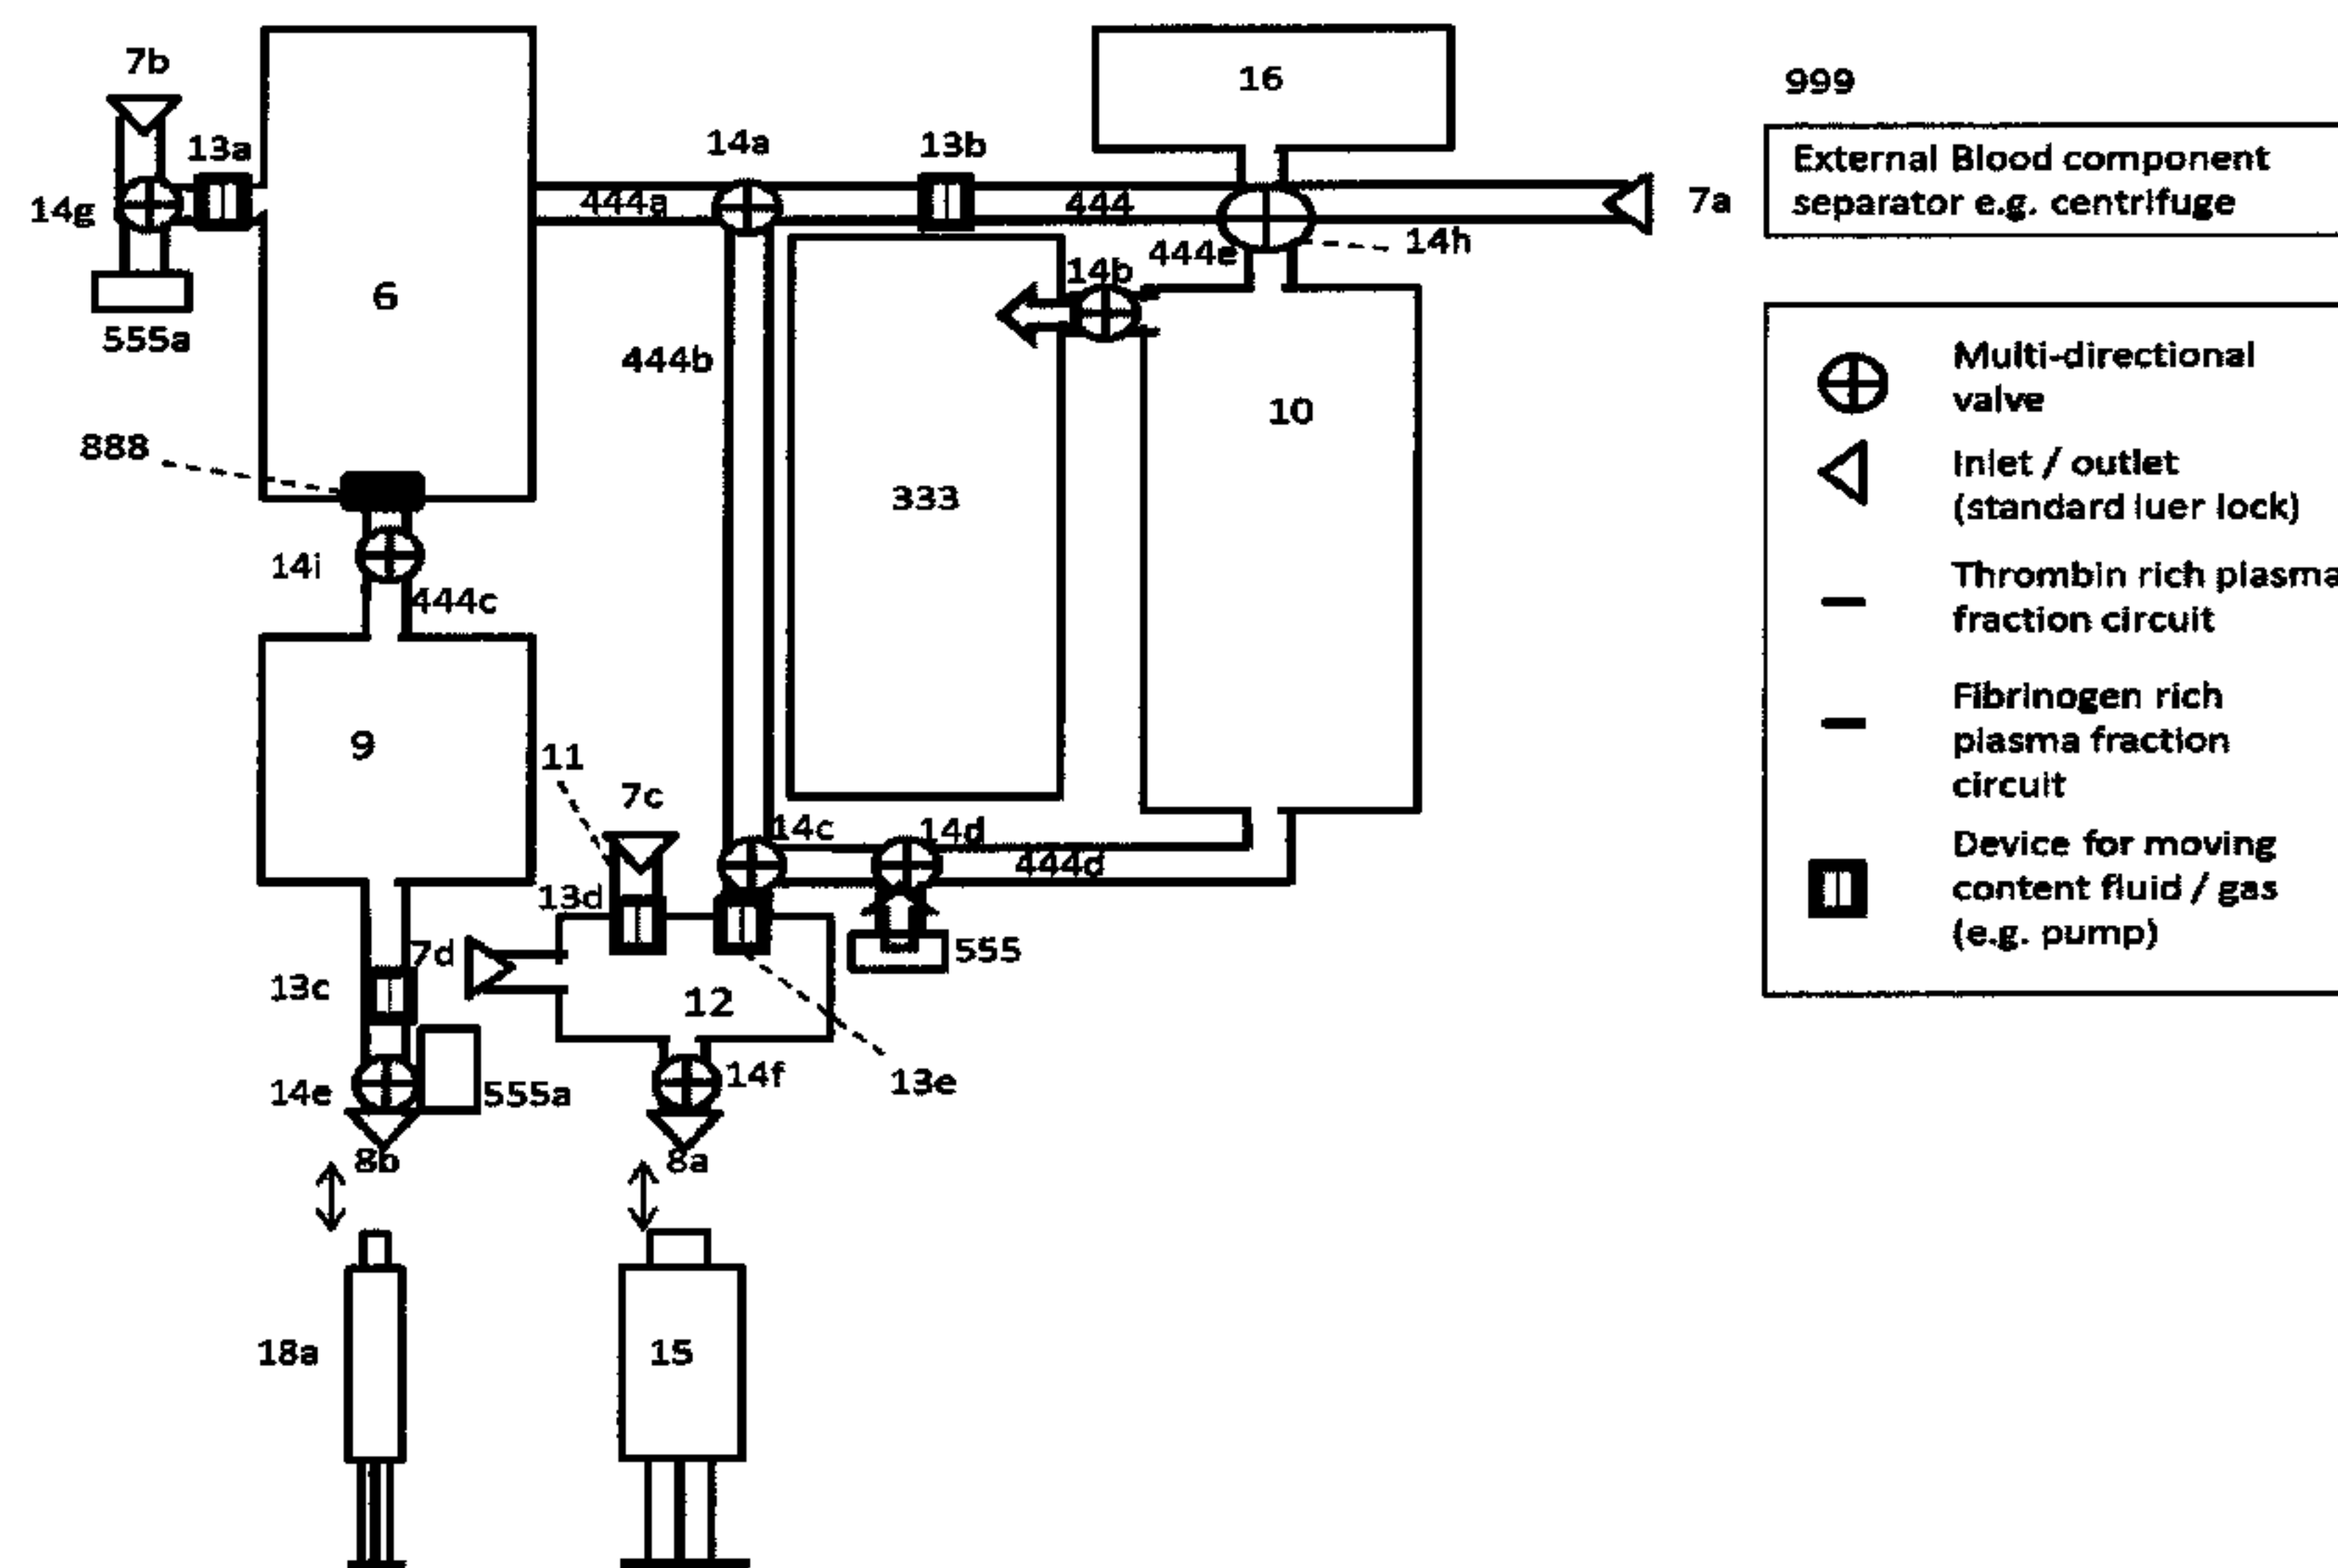 7b
16
999
13a
14a
13b
External Blood component
separator e.g. centrifuge
14g
444a
444
7a
444e
14h
14b
6
555a
444b
Multi-directional
valve
10
888
Inlet / outlet
(standard luer lock)
333
14i
444c
Thrombin rich plasma
fraction circuit
Fibrinogen rich
plasma fraction
circuit
9
11
7c
14c
14d
444d
Device for moving
content fluid / gas
(e.g. pump)
13d
7d
555
13c
12
14e
555a
14f
13e
8b
8a
18a
15